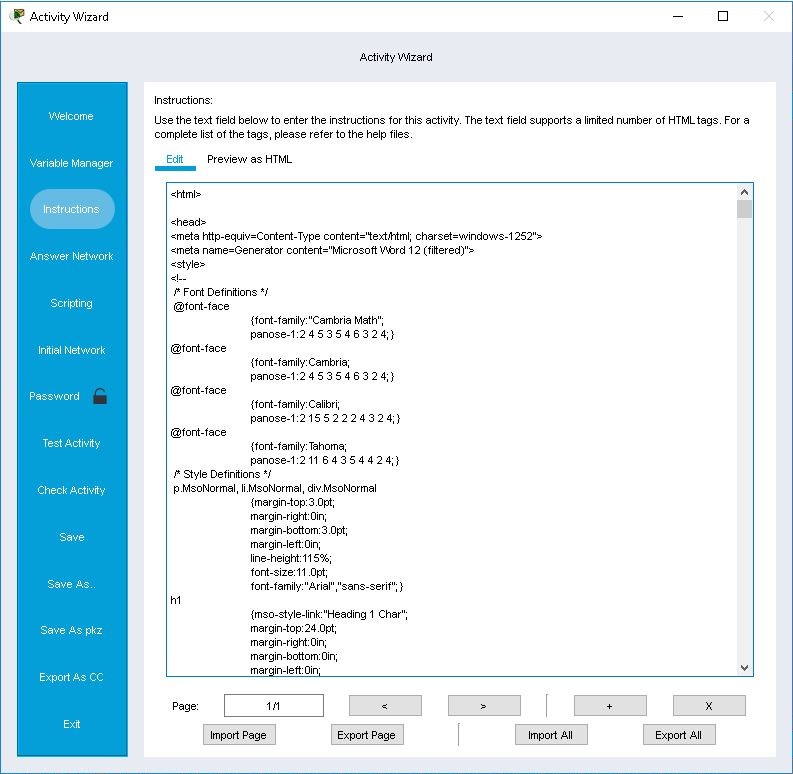 Activity Wizard
Activity Wizard
Welcome
Variable Manager
Instructions
Answer Network
Scripting
Initial Network
Password
Test Activity
Check Activity
Save
Save As..
Save As pkz
Export As CC
Exit
Instructions:
Use the text field below to enter the instructions for this activity. The text field supports a limited number of HTML tags. For a
complete list of the tags, please refer to the help files.
Edit Preview as HTML
<html>
<head>
<meta http-equiv=Content-Type content="text/html; charset=windows-1252">
<meta name=Generator content="Microsoft Word 12 (filtered)">
<style>
<!--
/* Font Definitions */
@font-face
{font-family:"Cambria Math";
panose-1:2 4 5 3 5 4 6 3 2 4;}
@font-face
{font-family:Cambria;
panose-1:2 4 5 3 5 4 6 3 2 4;}
@font-face
{font-family:Calibri;
panose-1:2 15 5 2 2 2 4 3 2 4;}
@font-face
{font-family:Tahoma;
panose-1:2 11 6 4 3 5 4 4 2 4;}
/* Style Definitions */
p.MsoNormal, li.MsoNormal, div.MsoNormal
{margin-top:3.0pt;
margin-right:0in;
margin-bottom:3.0pt;
margin-left:0in;
line-height:115%;
font-size:11.0pt;
font-family:"Arial","sans-serif";}
h1
{mso-style-link:"Heading 1 Char";
margin-top:24.0pt;
margin-right:0in;
margin-bottom:0in;
margin-left:0in;
Page: 1/1 < > + X
Import Page Export Page Import All Export All